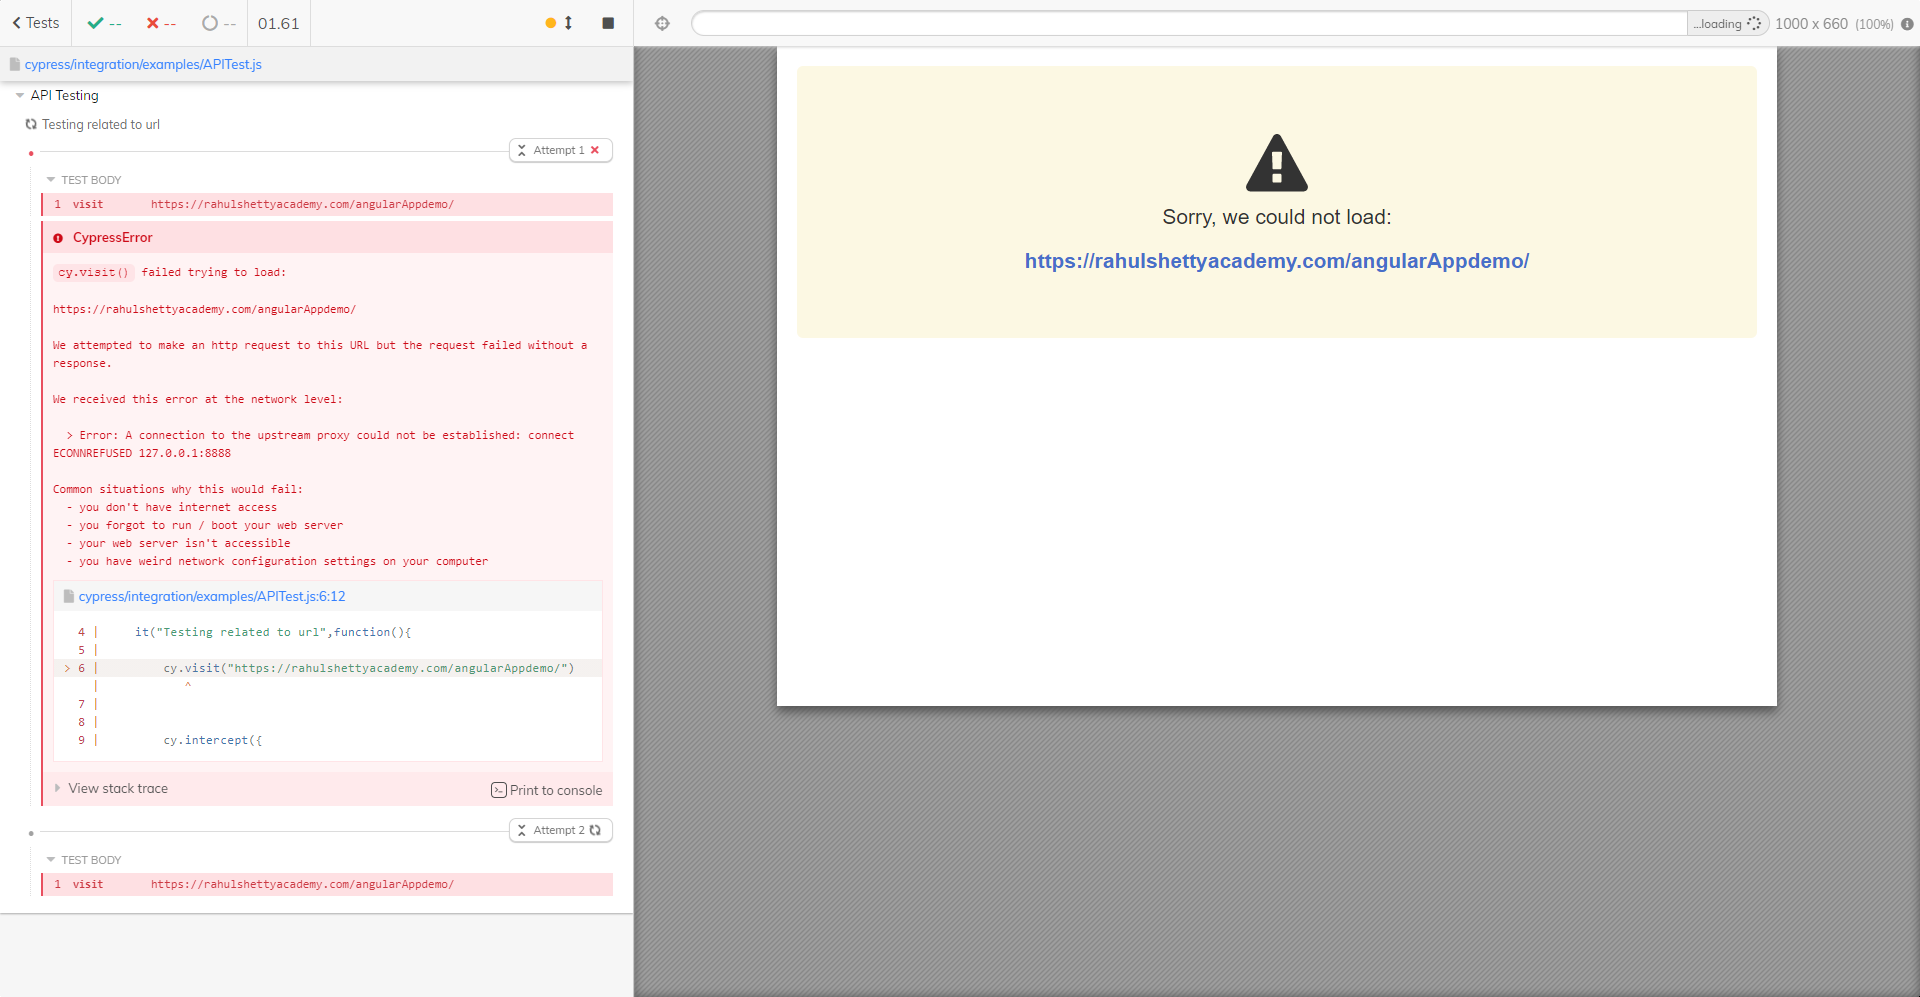 Tests
--
--
--
01.61
cypress/integration/examples/APITest.js
API Testing
Testing related to url
Attempt 1
TEST BODY
1 visit https://rahulshettyacademy.com/angularAppdemo/
CypressError
cy.visit() failed trying to load:
https://rahulshettyacademy.com/angularAppdemo/
We attempted to make an http request to this URL but the request failed without a
response.
We received this error at the network level:
> Error: A connection to the upstream proxy could not be established: connect
ECONNREFUSED 127.0.0.1:8888
Common situations why this would fail:
- you don't have internet access
- you forgot to run / boot your web server
- your web server isn't accessible
- you have weird network configuration settings on your computer
cypress/integration/examples/APITest.js:6:12
4 | it("Testing related to url",function(){
5 |
> 6 | cy.visit("https://rahulshettyacademy.com/angularAppdemo/")
| ^
7 |
8 |
9 | cy.intercept({
View stack trace
Print to console
Attempt 2
TEST BODY
1 visit https://rahulshettyacademy.com/angularAppdemo/
...loading
1000 x 660 (100%)
Sorry, we could not load:
https://rahulshettyacademy.com/angularAppdemo/